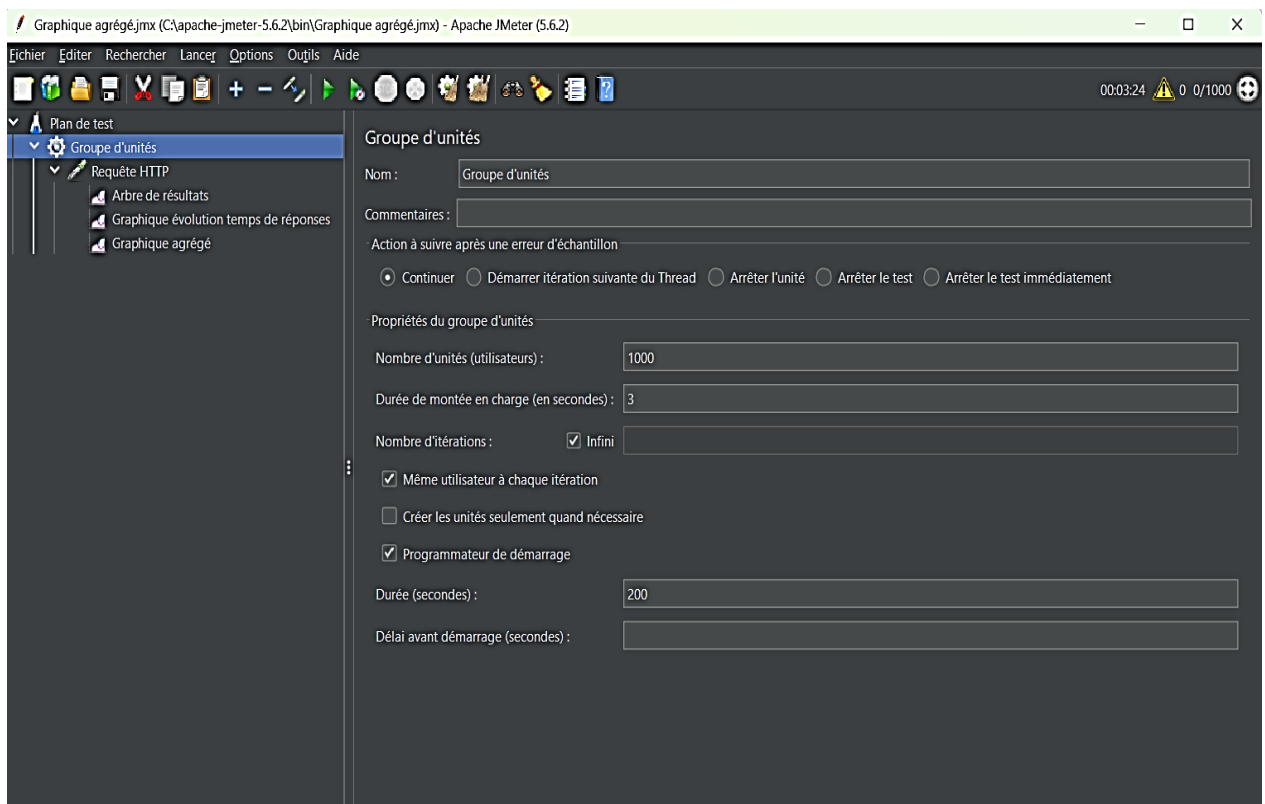 Graphique agrégé.jmx (C:\apache-jmeter-5.6.2\bin\Graphique agrégé.jmx) - Apache JMeter (5.6.2)
Fichier Editer Rechercher Lancer Options Outils Aide
00:03:24 0 0/1000
Plan de test
Groupe d'unités
Requête HTTP
Arbre de résultats
Graphique évolution temps de réponses
Graphique agrégé
Groupe d'unités
Nom : Groupe d'unités
Commentaires :
Action à suivre après une erreur d'échantillon
Continuer Démarrer itération suivante du Thread Arrêter l'unité Arrêter le test Arrêter le test immédiatement
Propriétés du groupe d'unités
Nombre d'unités (utilisateurs) : 1000
Durée de montée en charge (en secondes) : 3
Nombre d'itérations : Infini
Même utilisateur à chaque itération
Créer les unités seulement quand nécessaire
Programmateur de démarrage
Durée (secondes) : 200
Délai avant démarrage (secondes) :